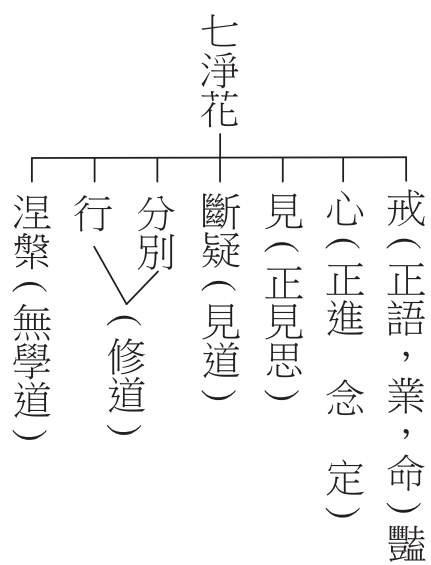 七淨花
戒(正語，業，命)豔
心(正進　念　定)
見(正見思)
斷疑(見道)
分別
行
(修道)
涅槃(無學道)